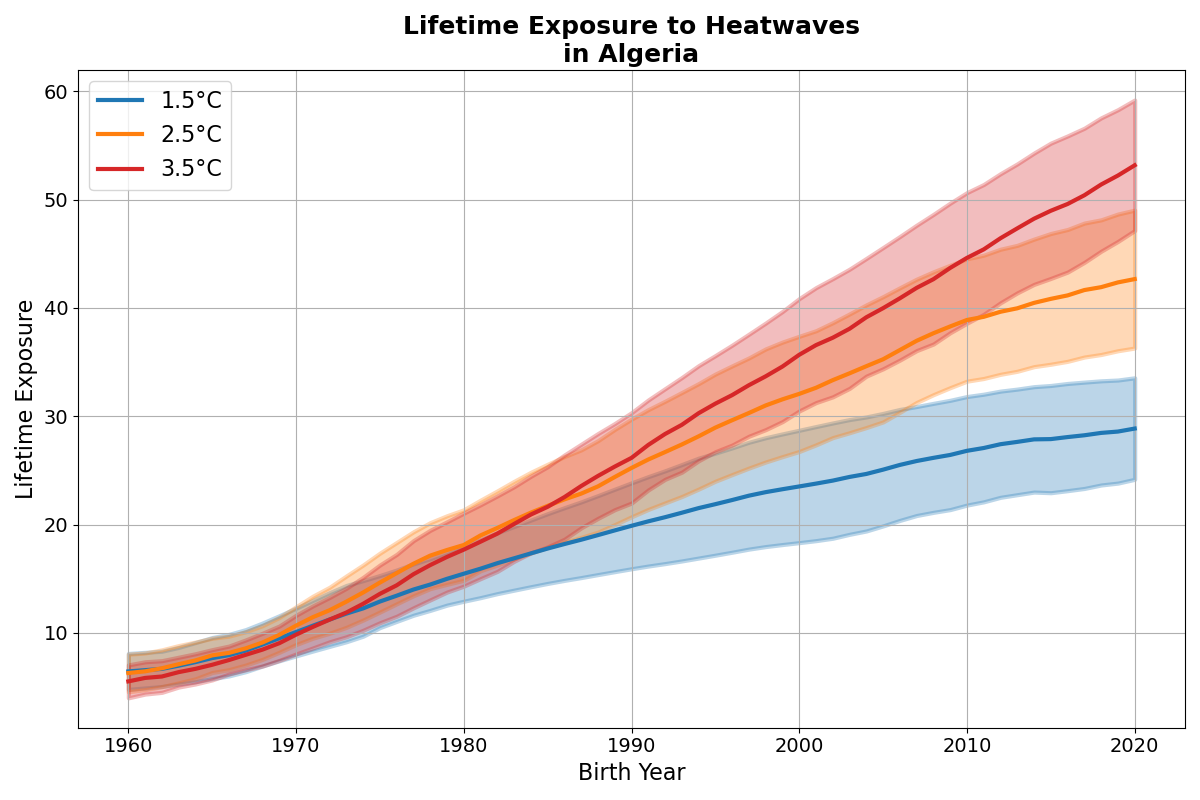 Lifetime Exposure to Heatwaves
in Algeria
1.5°C
2.5°C
3.5°C
60
50
40
30
20
10
Lifetime Exposure
1960
1970
1980
1990
2000
2010
2020
Birth Year